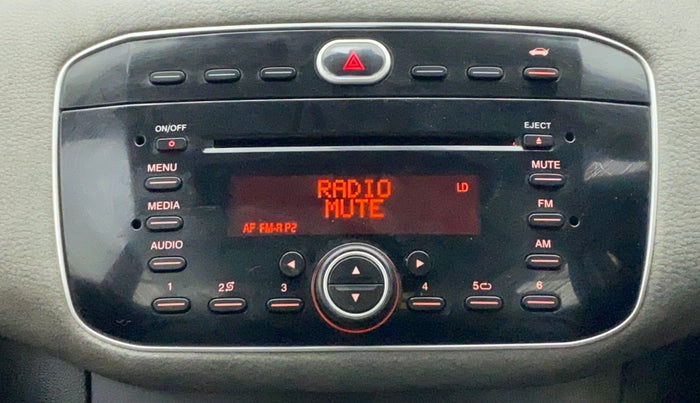 ON/OFF
EJECT
MENU
MUTE
RADIO
LO
MUTE
MEDIA
FM
AF FM-A P2
AUDIO
AM
1
2
3
4
5
6